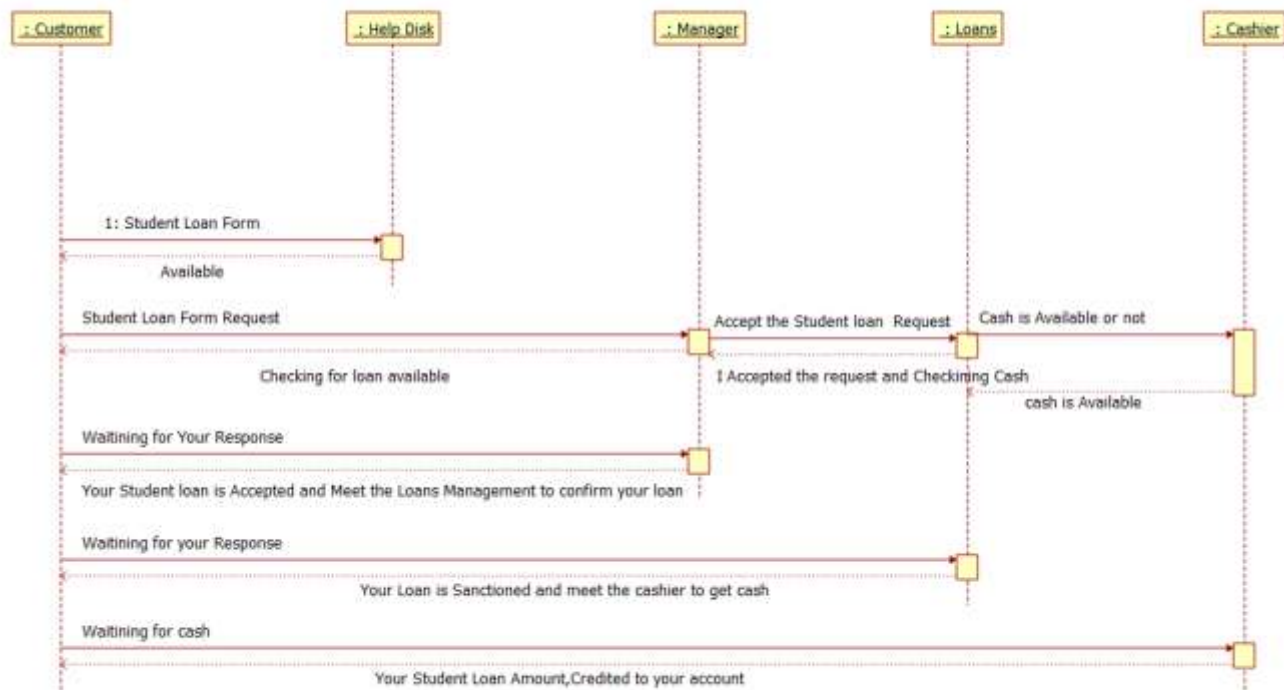 : Customer
: Help Disk
: Manager
: Loans
: Cashier
1: Student Loan Form
Available
Student Loan Form Request
Accept the Student loan Request
Cash is Available or not
Checking for loan available
I Accepted the request and Checkining Cash
cash is Available
Waitining for Your Response
Your Student loan is Accepted and Meet the Loans Management to confirm your loan
Waitining for your Response
Your Loan is Sanctioned and meet the cashier to get cash
Waitining for cash
Your Student Loan Amount,Credited to your account